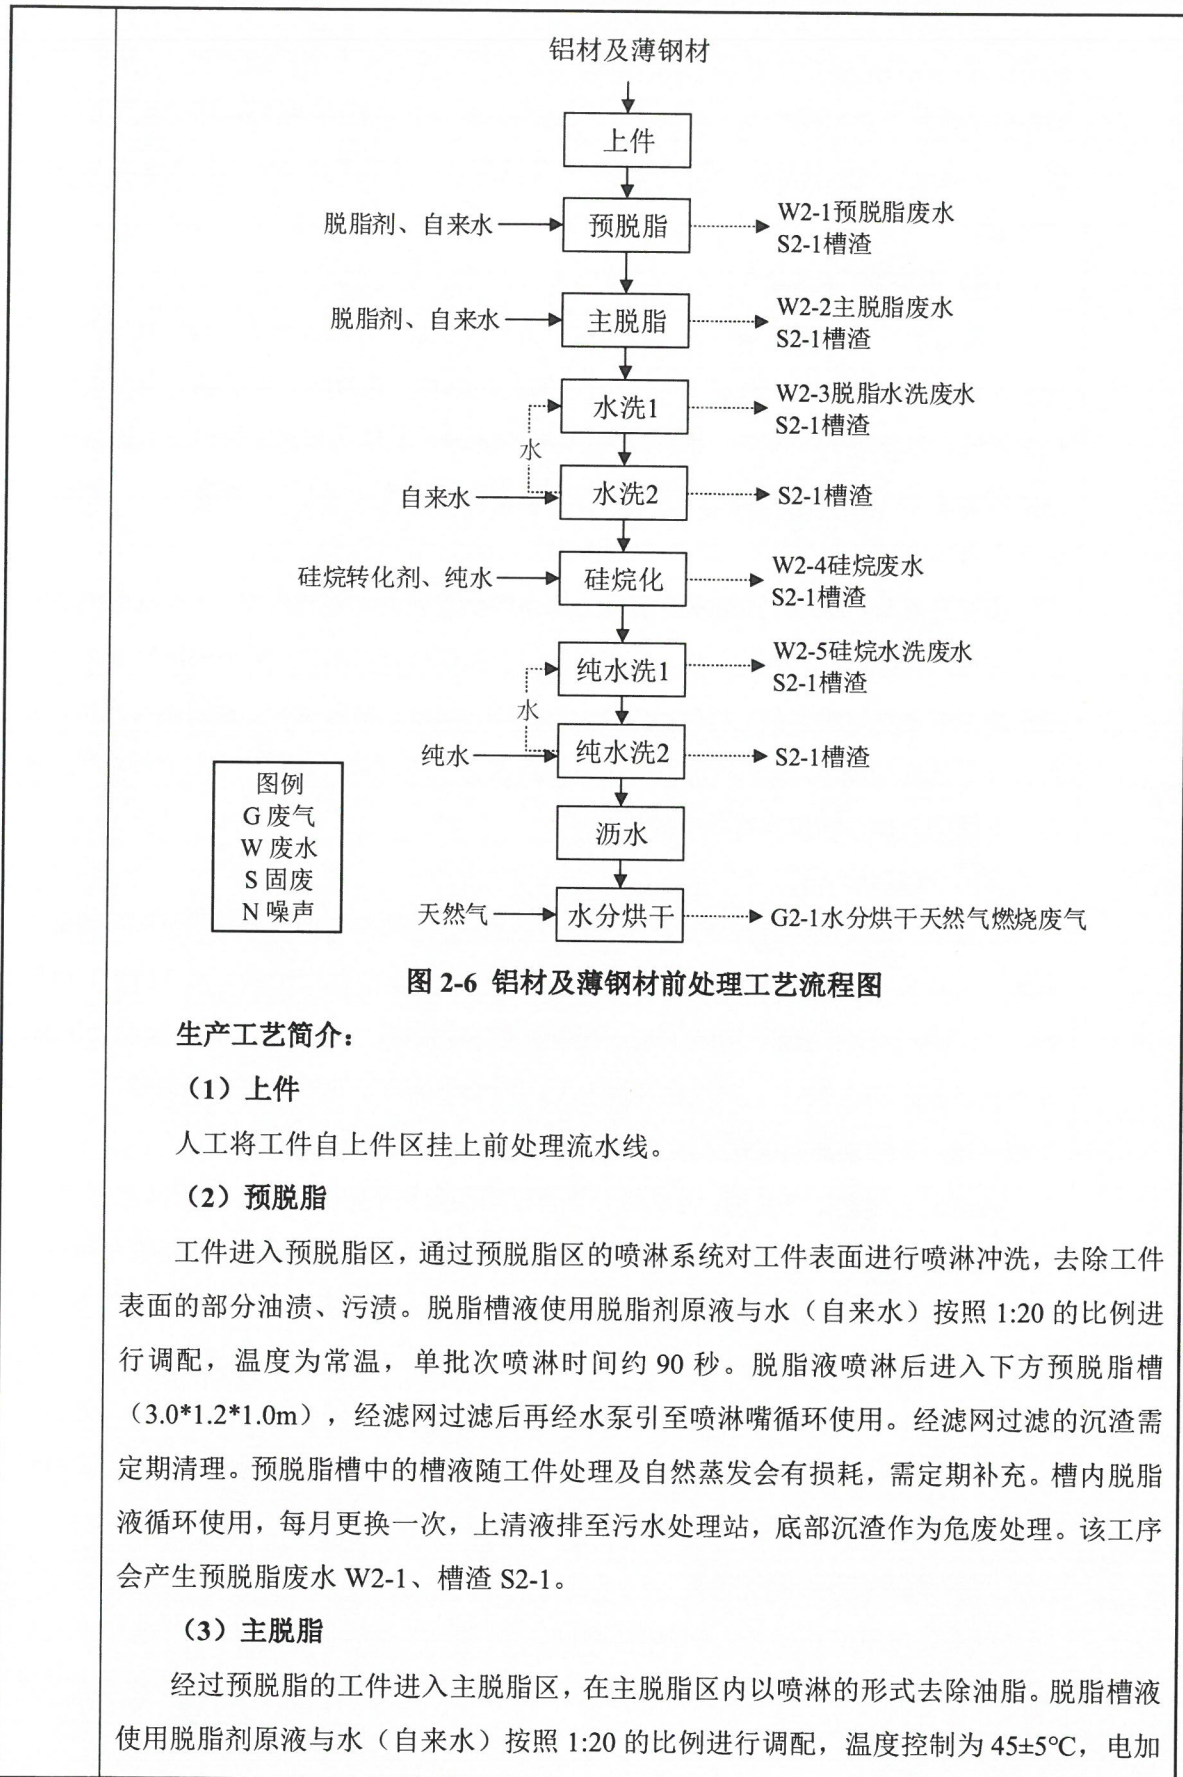 铝材及薄钢材
上件
脱脂剂、自来水
预脱脂
W2-1预脱脂废水
S2-1槽渣
脱脂剂、自来水
主脱脂
W2-2主脱脂废水
S2-1槽渣
水洗1
W2-3脱脂水洗废水
S2-1槽渣
水
自来水
水洗2
S2-1槽渣
硅烷转化剂、纯水
硅烷化
W2-4硅烷废水
S2-1槽渣
纯水洗1
W2-5硅烷水洗废水
S2-1槽渣
水
纯水
纯水洗2
S2-1槽渣
图例
G 废气
W 废水
S 固废
N 噪声
沥水
天然气
水分烘干
G2-1水分烘干天然气燃烧废气
图 2-6 铝材及薄钢材前处理工艺流程图
生产工艺简介：
（1）上件
人工将工件自上件区挂上前处理流水线。
（2）预脱脂
工件进入预脱脂区，通过预脱脂区的喷淋系统对工件表面进行喷淋冲洗，去除工件
表面的部分油渍、污渍。脱脂槽液使用脱脂剂原液与水（自来水）按照 1:20 的比例进
行调配，温度为常温，单批次喷淋时间约 90 秒。脱脂液喷淋后进入下方预脱脂槽
（3.0*1.2*1.0m），经滤网过滤后再经水泵引至喷淋嘴循环使用。经滤网过滤的沉渣需
定期清理。预脱脂槽中的槽液随工件处理及自然蒸发会有损耗，需定期补充。槽内脱脂
液循环使用，每月更换一次，上清液排至污水处理站，底部沉渣作为危废处理。该工序
会产生预脱脂废水 W2-1、槽渣 S2-1。
（3）主脱脂
经过预脱脂的工件进入主脱脂区，在主脱脂区内以喷淋的形式去除油脂。脱脂槽液
使用脱脂剂原液与水（自来水）按照 1:20 的比例进行调配，温度控制为 45±5℃，电加